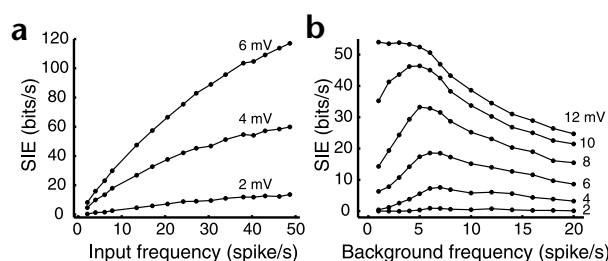 a
SIE (bits/s)
120
100
80
60
40
20
0
6 mV
4 mV
2 mV
0 10 20 30 40 50
Input frequency (spike/s)
b
SIE (bits/s)
50
40
30
20
10
0
12 mV
10
8
6
4
2
0 5 10 15 20
Background frequency (spike/s)